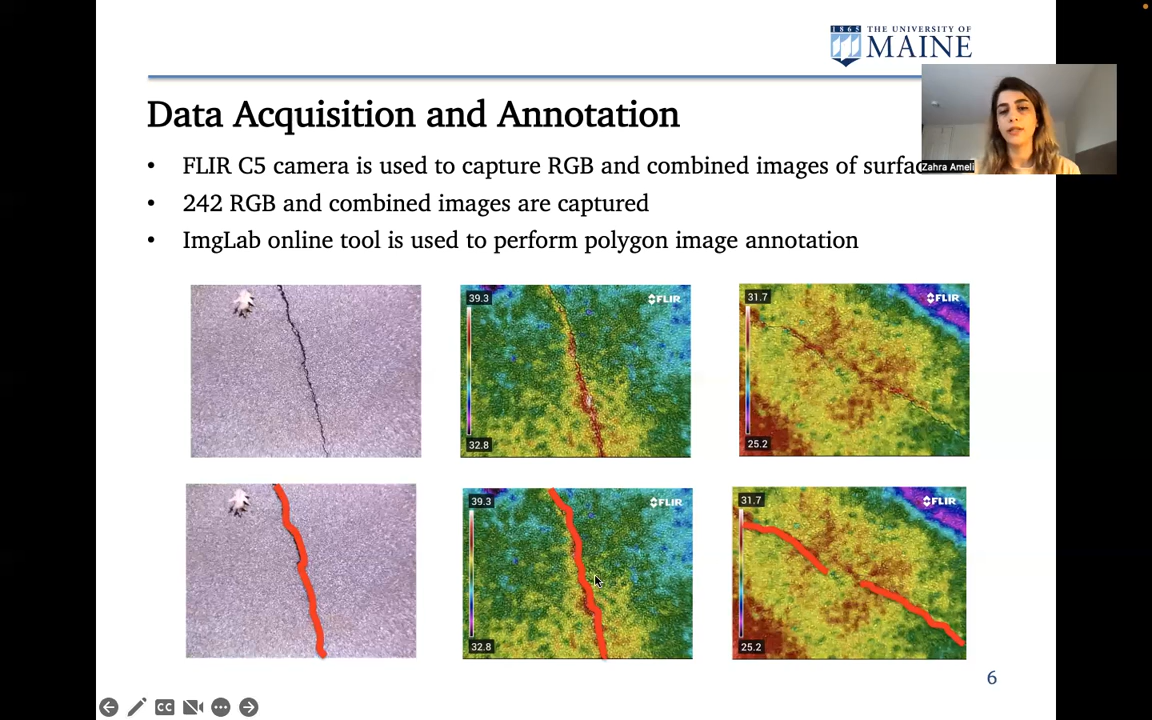 1865 THE UNIVERSITY OF
MAINE
Data Acquisition and Annotation
• FLIR C5 camera is used to capture RGB and combined images of surfac
Zahra Ameli
• 242 RGB and combined images are captured
• ImgLab online tool is used to perform polygon image annotation
39.3 FLIR
32.8
31.7 FLIR
25.2
39.3 FLIR
32.8
31.7 FLIR
25.2
6
CC